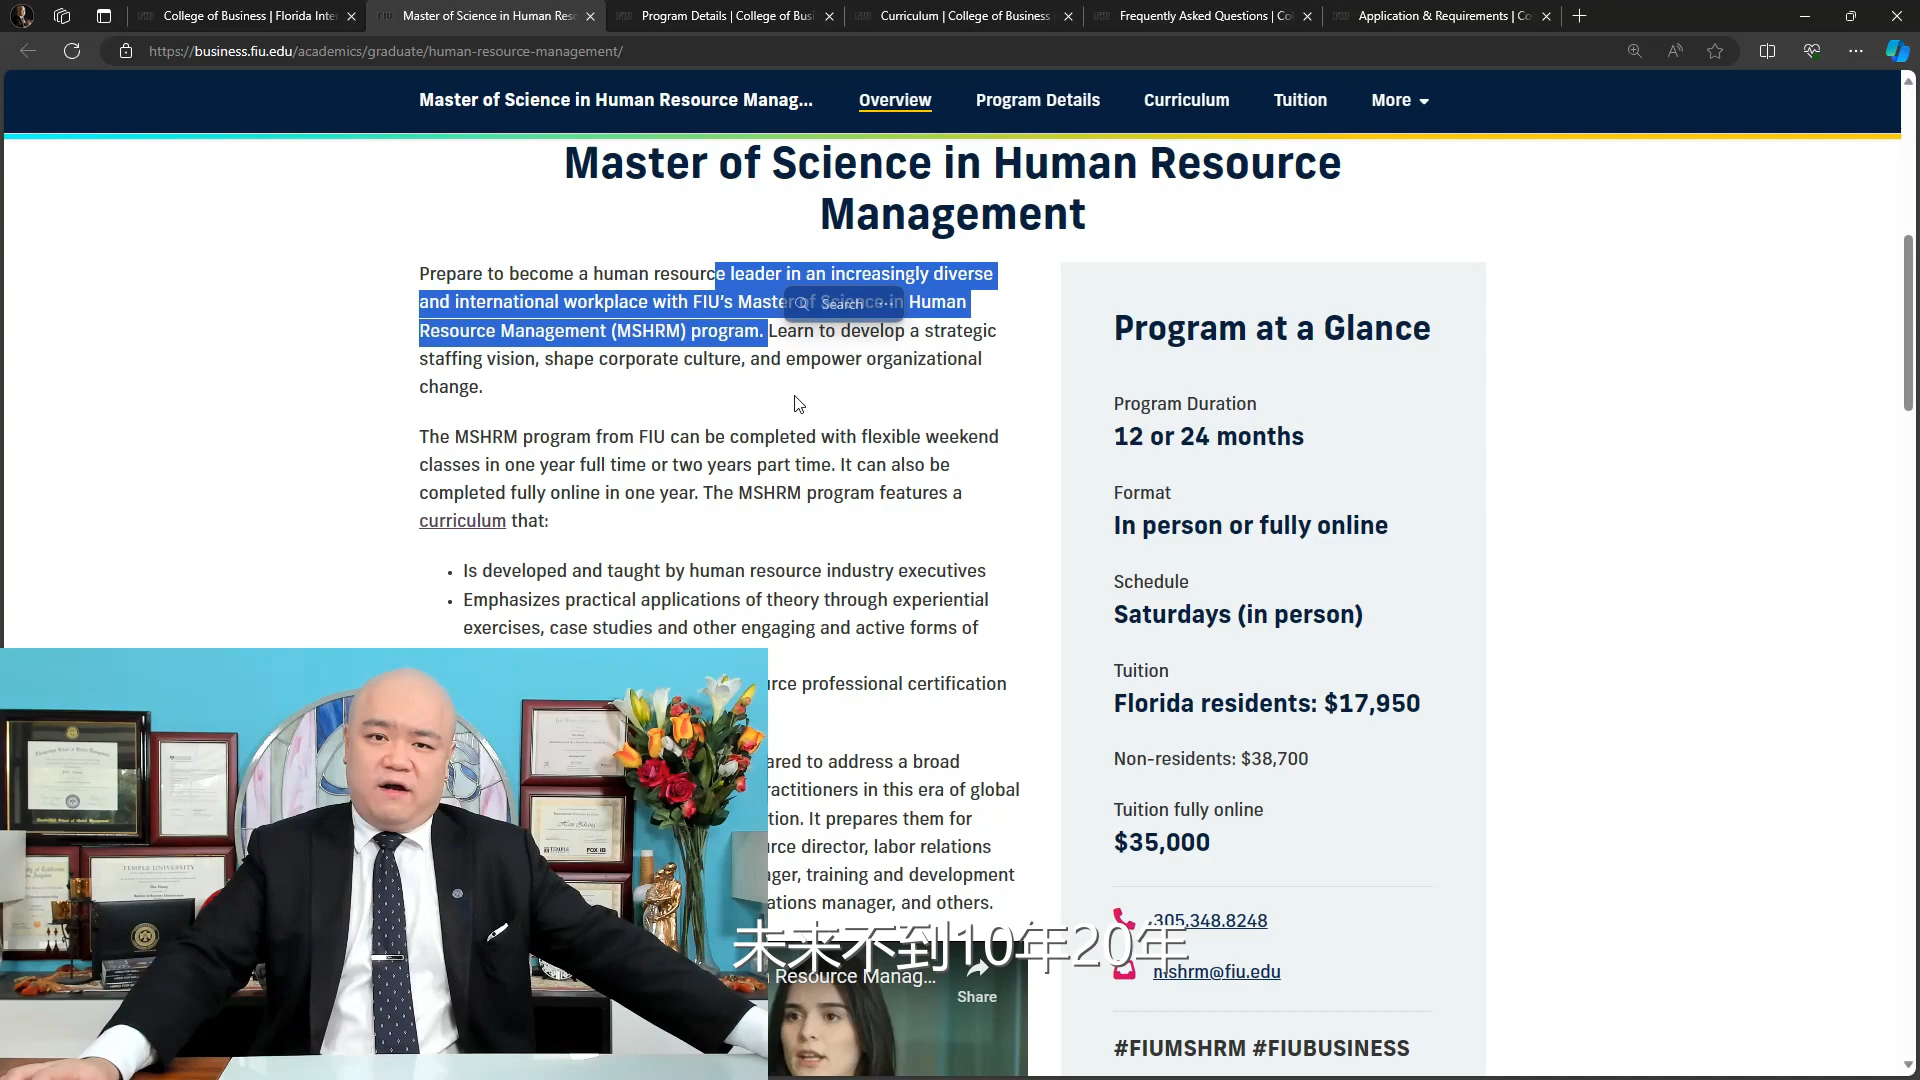 College of Business | Florida Inte
Master of Science in Human Res
Program Details | College of Busi
Curriculum | College of Business
Frequently Asked Questions | Co
Application & Requirements | Co
https://business.fiu.edu/academics/graduate/human-resource-management/
Master of Science in Human Resource Manag...
Overview
Program Details
Curriculum
Tuition
More
Master of Science in Human Resource
Management
Prepare to become a human resource leader in an increasingly diverse
and international workplace with FIU's Master of Science in Human
Search
Resource Management (MSHRM) program. Learn to develop a strategic
staffing vision, shape corporate culture, and empower organizational
change.
The MSHRM program from FIU can be completed with flexible weekend
classes in one year full time or two years part time. It can also be
completed fully online in one year. The MSHRM program features a
curriculum that:
• Is developed and taught by human resource industry executives
• Emphasizes practical applications of theory through experiential
exercises, case studies and other engaging and active forms of
rce professional certification
ared to address a broad
ractitioners in this era of global
tion. It prepares them for
rce director, labor relations
ager, training and development
ations manager, and others.
Resource Manag...
Share
Program at a Glance
Program Duration
12 or 24 months
Format
In person or fully online
Schedule
Saturdays (in person)
Tuition
Florida residents: $17,950
Non-residents: $38,700
Tuition fully online
$35,000
305.348.8248
mshrm@fiu.edu
#FIUMSHRM #FIUBUSINESS
TEMPLE UNIVERSITY
TEMPLE
FOX IB
未来不到10年20年